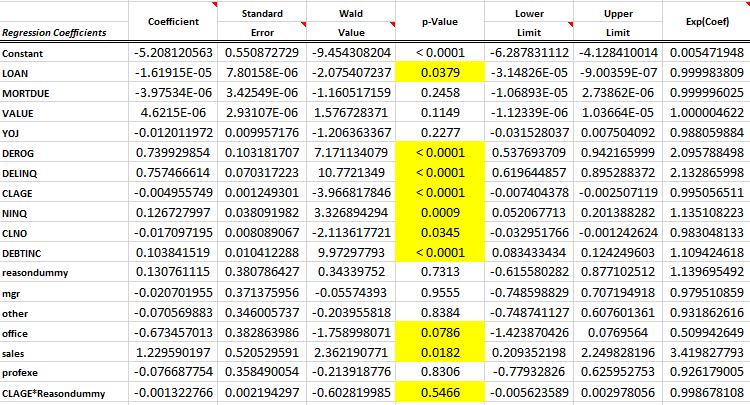 Coefficient Standard Wald p-Value Lower Upper Exp(Coef)
Regression Coefficients Error Value Limit Limit
Constant -5.208120563 0.550872729 -9.454308204 < 0.0001 -6.287831112 -4.128410014 0.005471948
LOAN -1.61915E-05 7.80158E-06 -2.075407237 0.0379 -3.14826E-05 -9.00359E-07 0.999983809
MORTDUE -3.97534E-06 3.42549E-06 -1.160517159 0.2458 -1.06893E-05 2.73862E-06 0.999996025
VALUE 4.6215E-06 2.93107E-06 1.576728371 0.1149 -1.12339E-06 1.03664E-05 1.000004622
YOJ -0.012011972 0.009957176 -1.206363367 0.2277 -0.031528037 0.007504092 0.988059884
DEROG 0.739929854 0.103181707 7.171134079 < 0.0001 0.537693709 0.942165999 2.095788498
DELINQ 0.757466614 0.070317223 10.7721349 < 0.0001 0.619644857 0.895288372 2.132865998
CLAGE -0.004955749 0.001249301 -3.966817846 < 0.0001 -0.007404378 -0.002507119 0.995056511
NINQ 0.126727997 0.038091982 3.326894294 0.0009 0.052067713 0.201388282 1.135108223
CLNO -0.017097195 0.008089067 -2.113617721 0.0345 -0.032951766 -0.001242624 0.983048133
DEBTINC 0.103841519 0.010412288 9.97297793 < 0.0001 0.083433434 0.124249603 1.109424618
reasondummy 0.130761115 0.380786427 0.34339752 0.7313 -0.615580282 0.877102512 1.139695492
mgr -0.020701955 0.371375956 -0.05574393 0.9555 -0.748598829 0.707194918 0.979510859
other -0.070569883 0.346005737 -0.203955818 0.8384 -0.748741127 0.607601361 0.931862616
office -0.673457013 0.382863986 -1.758998071 0.0786 -1.423870426 0.0769564 0.509942649
sales 1.229590197 0.520529591 2.362190771 0.0182 0.209352198 2.249828196 3.419827793
profexe -0.076687754 0.358490054 -0.213918776 0.8306 -0.77932826 0.625952753 0.926179005
CLAGE*Reasondummy -0.001322766 0.002194297 -0.602819985 0.5466 -0.005623589 0.002978056 0.998678108